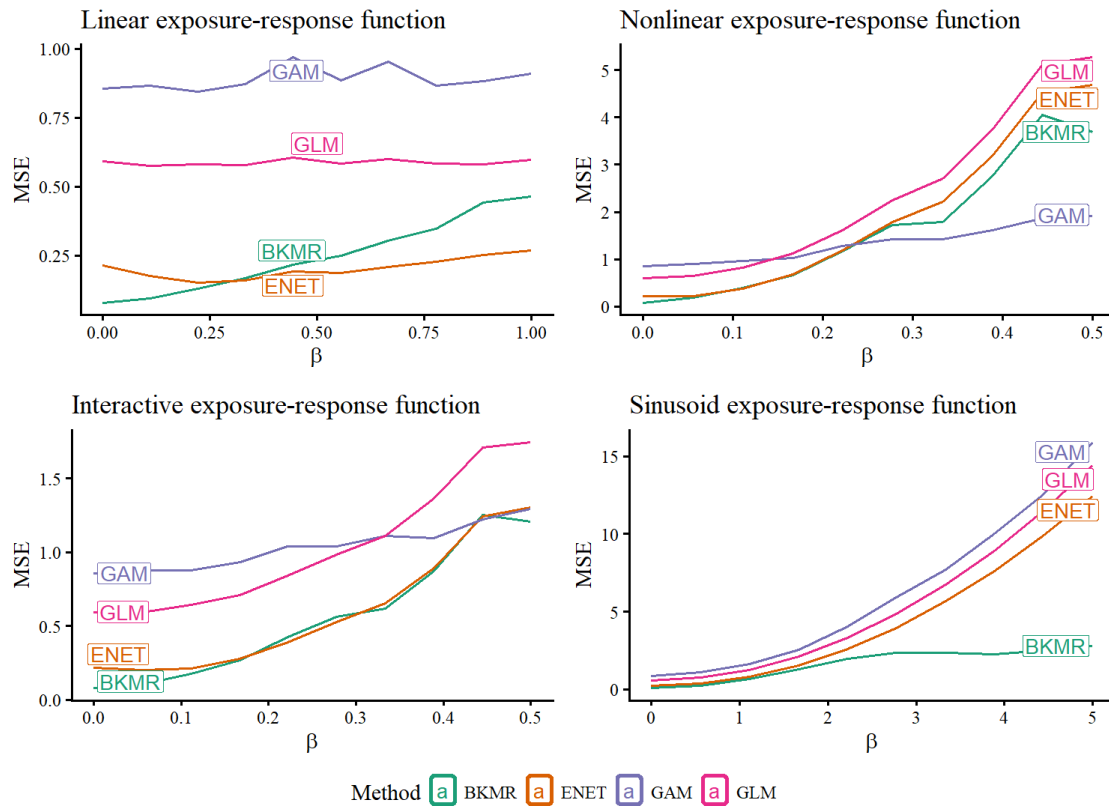 Linear exposure-response function
1.00
0.75
0.50
0.25
MSE
GAM
GLM
BKMR
ENET
0.00 0.25 0.50 0.75 1.00
β
Nonlinear exposure-response function
5
4
3
2
1
0
MSE
GLM
ENET
BKMR
GAM
0.0 0.1 0.2 0.3 0.4 0.5
β
Interactive exposure-response function
1.5
1.0
0.5
0.0
MSE
GAM
GLM
ENET
BKMR
0.0 0.1 0.2 0.3 0.4 0.5
β
Sinusoid exposure-response function
15
10
5
0
MSE
GAM
GLM
ENET
BKMR
0 1 2 3 4 5
β
Method a BKMR a ENET a GAM a GLM